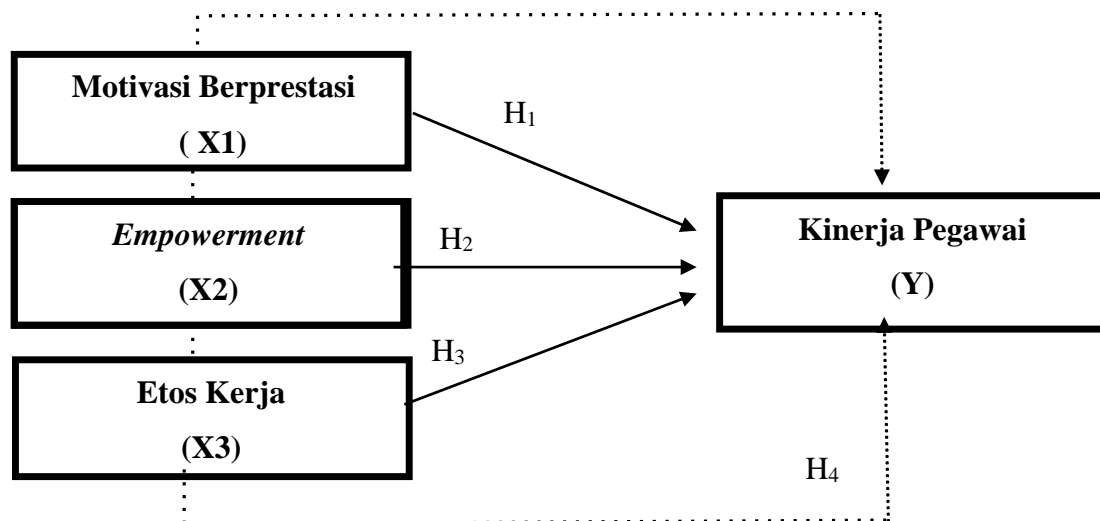 Motivasi Berprestasi
( X1)
H₁
Empowerment
(X2)
H₂
Kinerja Pegawai
(Y)
H₃
Etos Kerja
(X3)
H₄